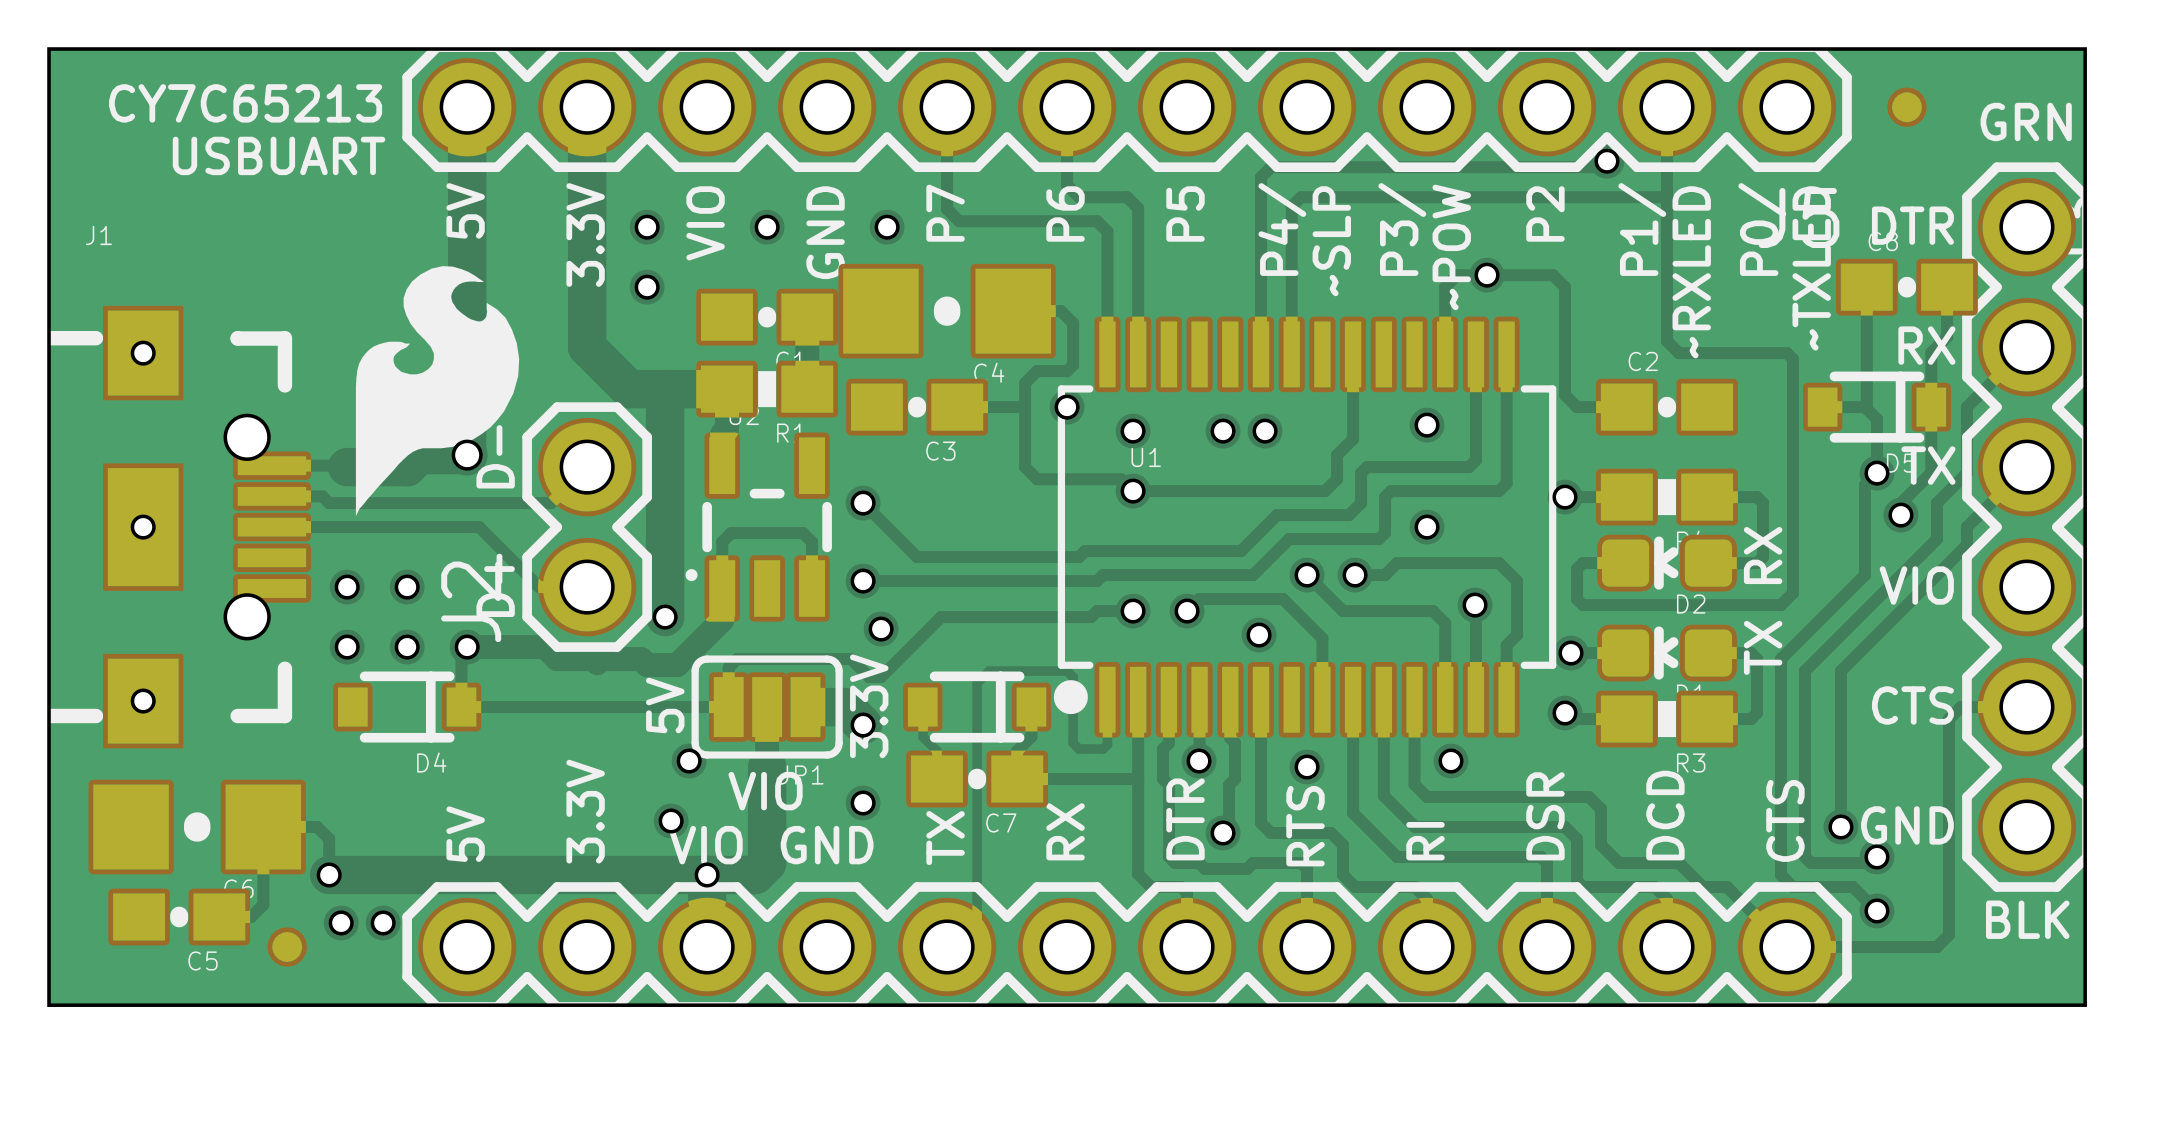 CY7C65213
USBUART
GRN
5V
3.3V
VIO
GND
P7
P6
P5
P4/
~SLP
P3/
~POW
P2
P1/
~RXLED
P0/
~TXLED
DTR
J1
C8
RX
C1
C4
C2
R1
C3
U1
D5
TX
D-
RX
J2
D+
VIO
D2
TX
5V
3.3V
CTS
D4
JP1
VIO
R3
C7
5V
3.3V
VIO
GND
TX
RX
DTR
RTS
RI
DSR
DCD
CTS
GND
C6
C5
BLK